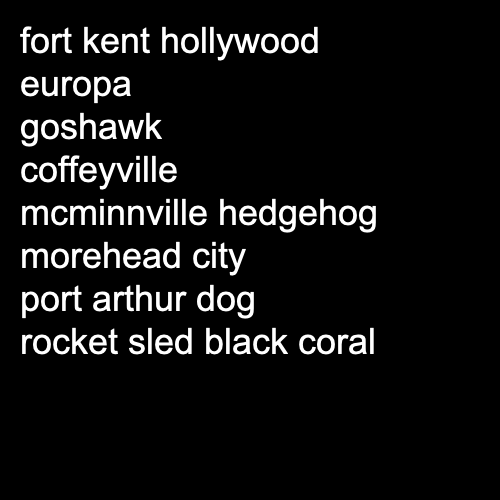 fort kent hollywood
europa
goshawk
coffeyville
mcminnville hedgehog
morehead city
port arthur dog
rocket sled black coral